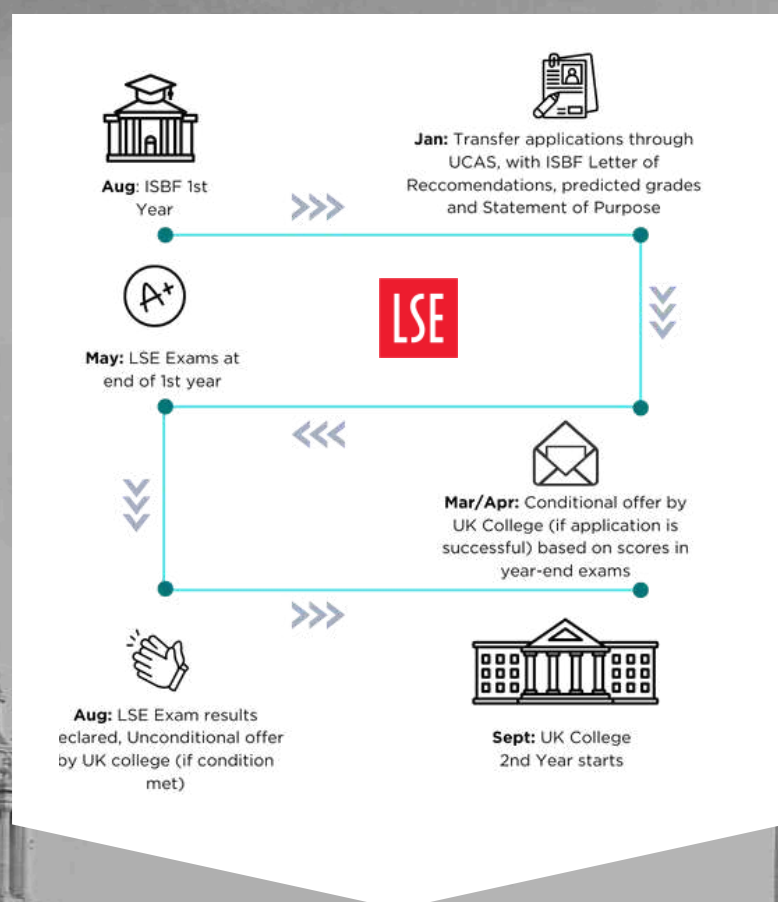 Aug: ISBF 1st
Year
Jan: Transfer applications through
UCAS, with ISBF Letter of
Reccomendations, predicted grades
and Statement of Purpose
LSE
A+
May: LSE Exams at
end of 1st year
Mar/Apr: Conditional offer by
UK College (if application is
successful) based on scores in
year-end exams
Aug: LSE Exam results
eclared, Unconditional offer
by UK college (if condition
met)
Sept: UK College
2nd Year starts